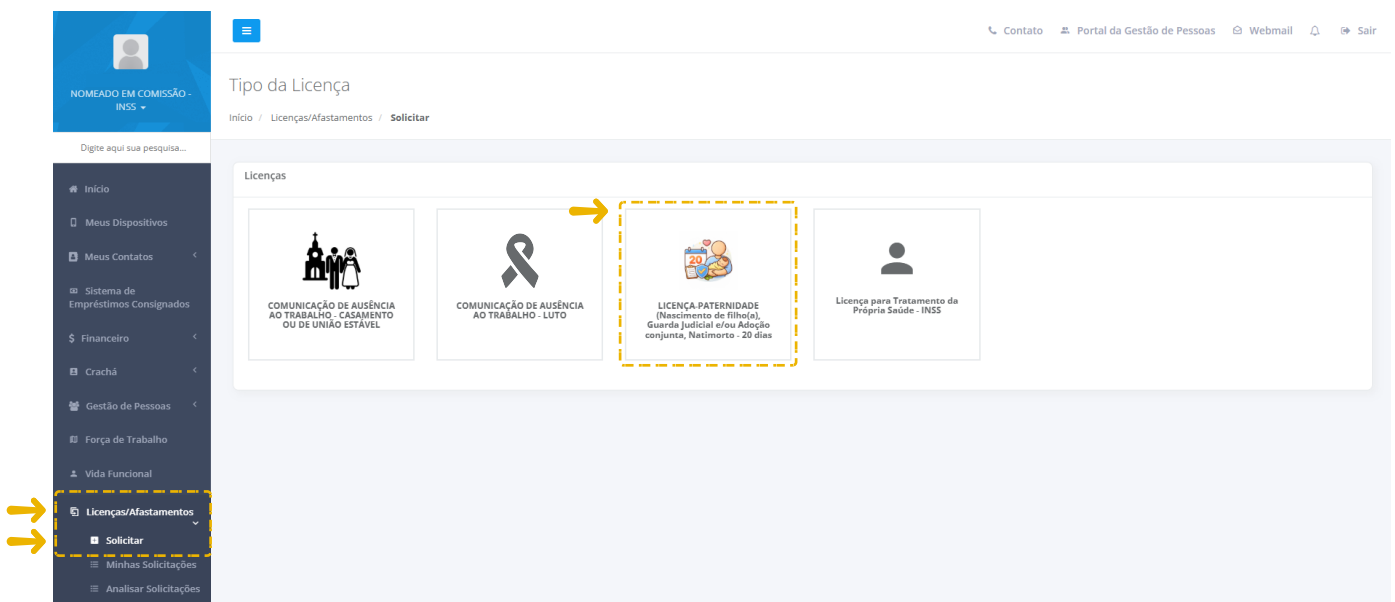 Contato Portal da Gestão de Pessoas Webmail Sair
NOMEADO EM COMISSÃO -
INSS
Digite aqui sua pesquisa...
Início
Meus Dispositivos
Meus Contatos
Sistema de
Empréstimos Consignados
Financeiro
Crachá
Gestão de Pessoas
Força de Trabalho
Vida Funcional
Licenças/Afastamentos
Solicitar
Minhas Solicitações
Analisar Solicitações
Tipo da Licença
Início / Licenças/Afastamentos / Solicitar
Licenças
COMUNICAÇÃO DE AUSÊNCIA
AO TRABALHO - CASAMENTO
OU DE UNIÃO ESTÁVEL
COMUNICAÇÃO DE AUSÊNCIA
AO TRABALHO - LUTO
20
LICENÇA-PATERNIDADE
(Nascimento de filho(a),
Guarda Judicial e/ou Adoção
conjunta, Natimorto - 20 dias
Licença para Tratamento da
Própria Saúde - INSS